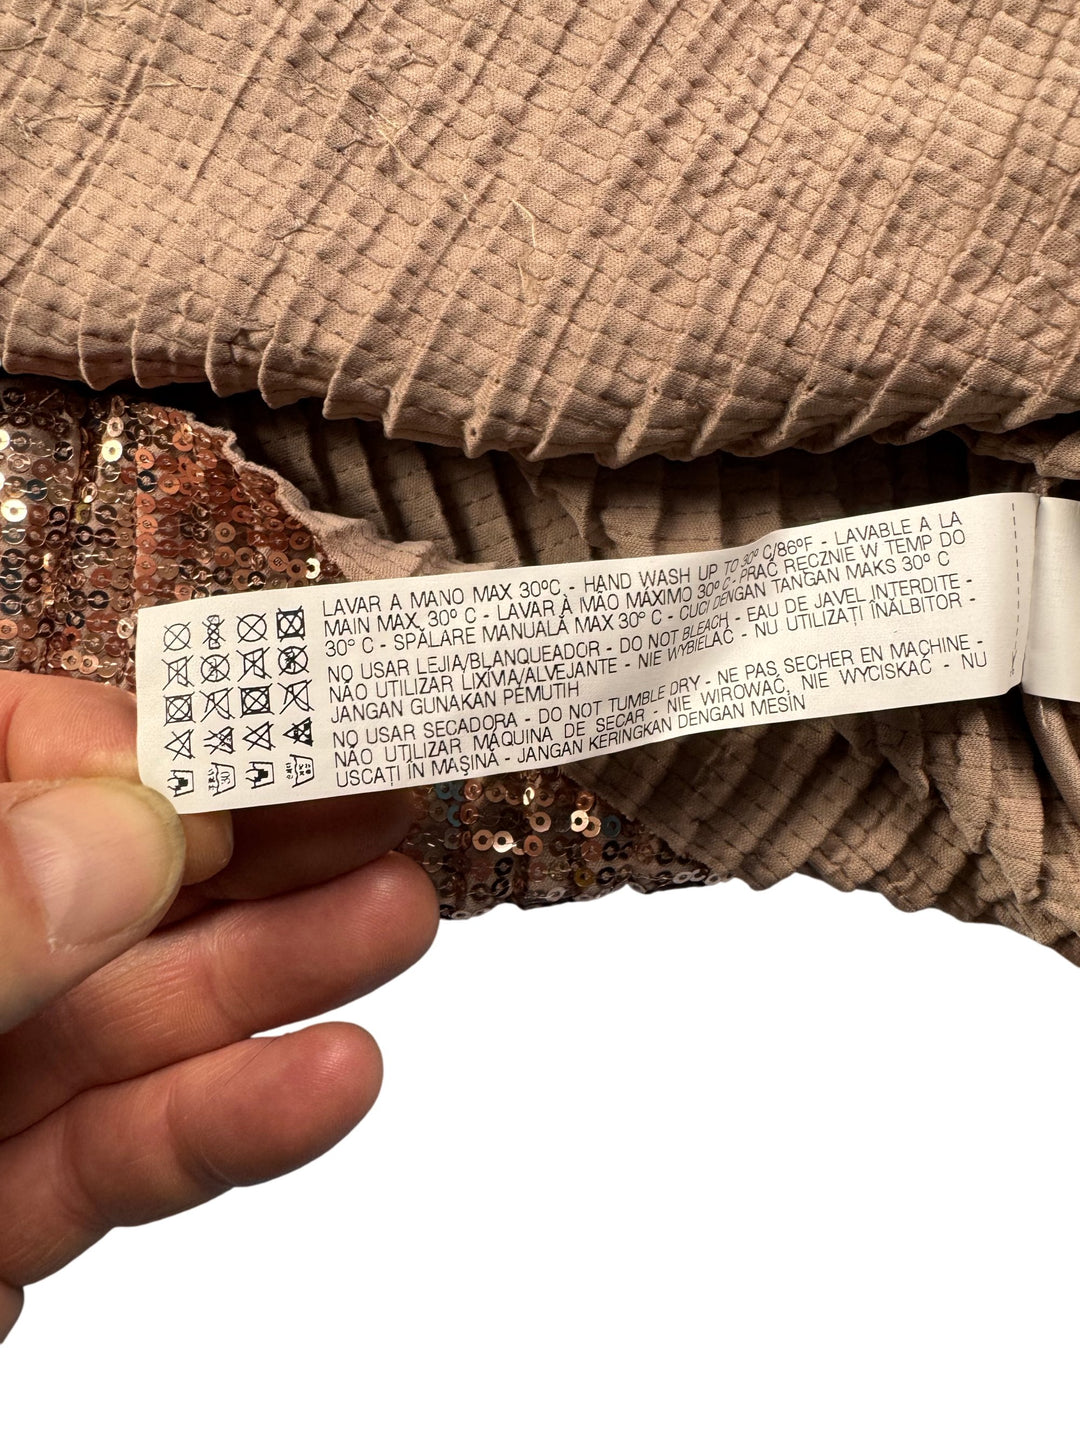 LAVAR A MANO MAX 30ºC - HAND WASH UP TO 30º C/86ºF - LAVABLE A LA
MAIN MAX. 30º C - LAVAR À MÃO MÁXIMO 30º C - PRAĆ RĘCZNIE W TEMP DO
30º C - SPĂLARE MANUALĂ MAX 30º C - CUCI DENGAN TANGAN MAKS 30º C
NO USAR LEJIA/BLANQUEADOR - DO NOT BLEACH - EAU DE JAVEL INTERDITE -
NÃO UTILIZAR LIXÍVIA/ALVEJANTE - NIE WYBIELAĆ - NU UTILIZAȚI ÎNĂLBITOR -
JANGAN GUNAKAN PEMUTIH
NO USAR SECADORA - DO NOT TUMBLE DRY - NE PAS SECHER EN MACHINE -
NÃO UTILIZAR MÁQUINA DE SECAR - NIE WIROWAĆ, NIE WYCISKAĆ - NU
USCAȚI ÎN MAȘINĂ - JANGAN KERINGKAN DENGAN MESIN